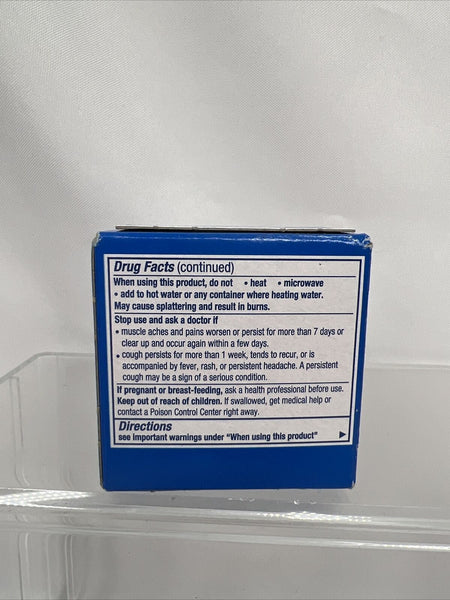 Drug Facts (continued)
When using this product, do not • heat • microwave
• add to hot water or any container where heating water.
May cause splattering and result in burns.
Stop use and ask a doctor if
• muscle aches and pains worsen or persist for more than 7 days or
clear up and occur again within a few days.
• cough persists for more than 1 week, tends to recur, or is
accompanied by fever, rash, or persistent headache. A persistent
cough may be a sign of a serious condition.
If pregnant or breast-feeding, ask a health professional before use.
Keep out of reach of children. If swallowed, get medical help or
contact a Poison Control Center right away.
Directions
see important warnings under "When using this product" ▶